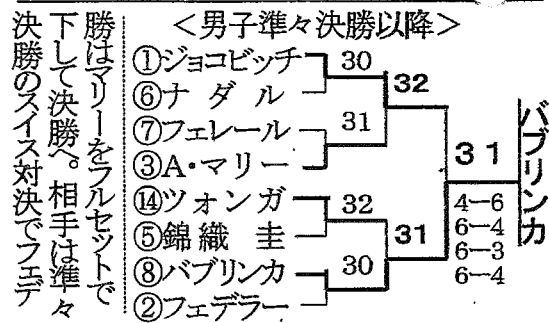 ＜男子準々決勝以降＞
①ジョコビッチ
⑥ナダル
⑦フェレール
③A・マリー
⑭ツォンガ
⑤錦織 圭
⑧バブリンカ
②フェデラー
30
31
32
30
32
31
31
4―6
6―4
6―3
6―4
バブリンカ
勝はマリーをフルセットで
下して決勝へ。相手は準々
決勝のスイス対決でフェデ